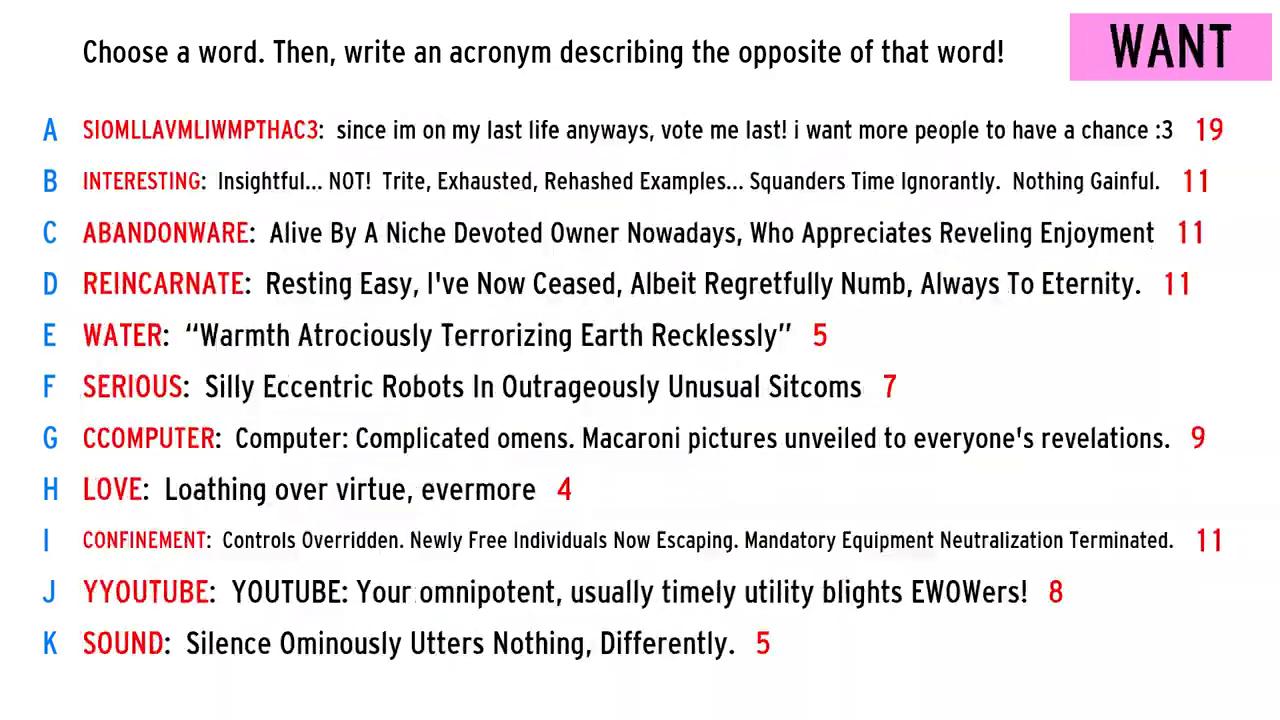 Choose a word. Then, write an acronym describing the opposite of that word! WANT
A SIOMLLAVMLIWMPTHAC3: since im on my last life anyways, vote me last! i want more people to have a chance :3 19
B INTERESTING: Insightful... NOT! Trite, Exhausted, Rehashed Examples... Squanders Time Ignorantly. Nothing Gainful. 11
C ABANDONWARE: Alive By A Niche Devoted Owner Nowadays, Who Appreciates Reveling Enjoyment 11
D REINCARNATE: Resting Easy, I've Now Ceased, Albeit Regretfully Numb, Always To Eternity. 11
E WATER: “Warmth Atrociously Terrorizing Earth Recklessly” 5
F SERIOUS: Silly Eccentric Robots In Outrageously Unusual Sitcoms 7
G CCOMPUTER: Computer: Complicated omens. Macaroni pictures unveiled to everyone's revelations. 9
H LOVE: Loathing over virtue, evermore 4
I CONFINEMENT: Controls Overridden. Newly Free Individuals Now Escaping. Mandatory Equipment Neutralization Terminated. 11
J YYOUTUBE: YOUTUBE: Your omnipotent, usually timely utility blights EWOWers! 8
K SOUND: Silence Ominously Utters Nothing, Differently. 5